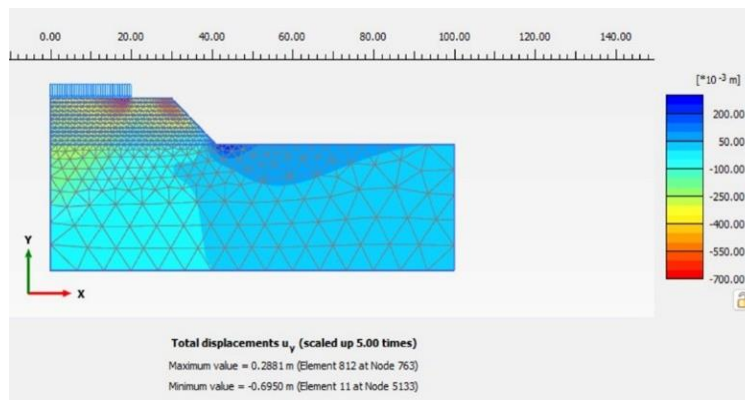 0.00 20.00 40.00 60.00 80.00 100.00 120.00 140.00
[*10⁻³ m]
200.00
50.00
-100.00
-250.00
-400.00
-550.00
-700.00
Y
X
Total displacements uy (scaled up 5.00 times)
Maximum value = 0.2881 m (Element 812 at Node 763)
Minimum value = -0.6950 m (Element 11 at Node 5133)